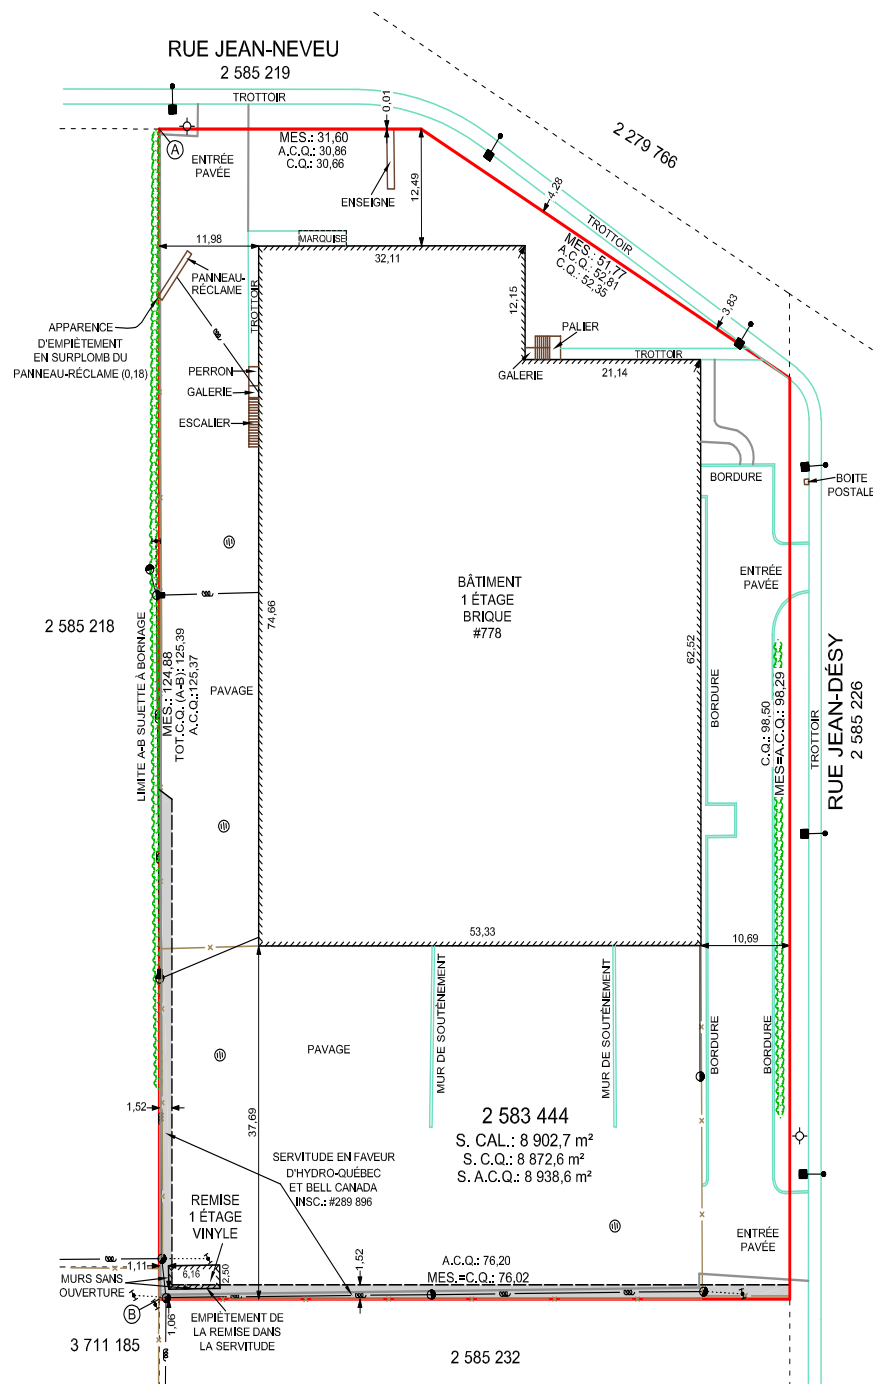 RUE JEAN-NEVEU
2 585 219
TROTTOIR
0,01
2 279 766
A
MES.: 31,60
A.C.Q.: 30,86
C.Q.: 30,66
ENTRÉE
PAVÉE
ENSEIGNE
12,49
4,28
TROTTOIR
MES.: 51,77
A.C.Q.: 52,81
C.Q.: 52,35
3,83
11,98
MARQUISE
32,11
PANNEAU-
RÉCLAME
TROTTOIR
12,15
PALIER
APPARENCE
D'EMPIÈTEMENT
EN SURPLOMB DU
PANNEAU-RÉCLAME (0,18)
TROTTOIR
GALERIE
21,14
PERRON
GALERIE
ESCALIER
BORDURE
BOITE
POSTALE
ENTRÉE
PAVÉE
BÂTIMENT
1 ÉTAGE
BRIQUE
#778
74,66
62,52
2 585 218
LIMITE A-B SUJETTE À BORNAGE
MES.: 124,88
TOT.C.Q. (A-B): 125,39
A.C.Q.:125,37
PAVAGE
BORDURE
C.Q.: 98,50
MES=A.C.Q.: 98,29
TROTTOIR
RUE JEAN-DÉSY
2 585 226
53,33
10,69
MUR DE SOUTÈNEMENT
MUR DE SOUTÈNEMENT
BORDURE
BORDURE
PAVAGE
1,52
37,69
2 583 444
S. CAL.: 8 902,7 m²
S. C.Q.: 8 872,6 m²
S. A.C.Q.: 8 938,6 m²
SERVITUDE EN FAVEUR
D'HYDRO-QUÉBEC
ET BELL CANADA
INSC.: #289 896
REMISE
1 ÉTAGE
VINYLE
ENTRÉE
PAVÉE
1,52
A.C.Q.: 76,20
MES.=C.Q.: 76,02
1,11
6,16
2,50
MURS SANS
OUVERTURE
B
1,06
EMPIÈTEMENT DE
LA REMISE DANS
LA SERVITUDE
3 711 185
2 585 232